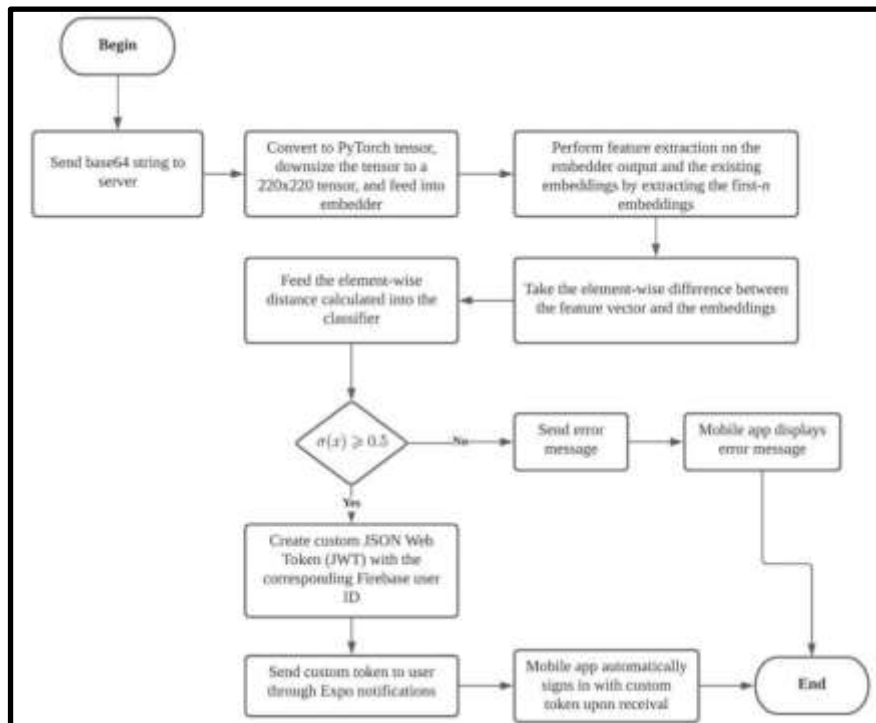 Begin
Send base64 string to
server
Convert to PyTorch tensor,
downsize the tensor to a
220x220 tensor, and feed into
embedder
Perform feature extraction on the
embedder output and the existing
embeddings by extracting the first-n
embeddings
Take the element-wise difference between
the feature vector and the embeddings
Feed the element-wise
distance calculated into the
classifier
σ(x) ⩾ 0.5
No
Send error
message
Mobile app displays
error message
Yes
Create custom JSON Web
Token (JWT) with the
corresponding Firebase user
ID
Send custom token to user
through Expo notifications
Mobile app automatically
signs in with custom
token upon receival
End